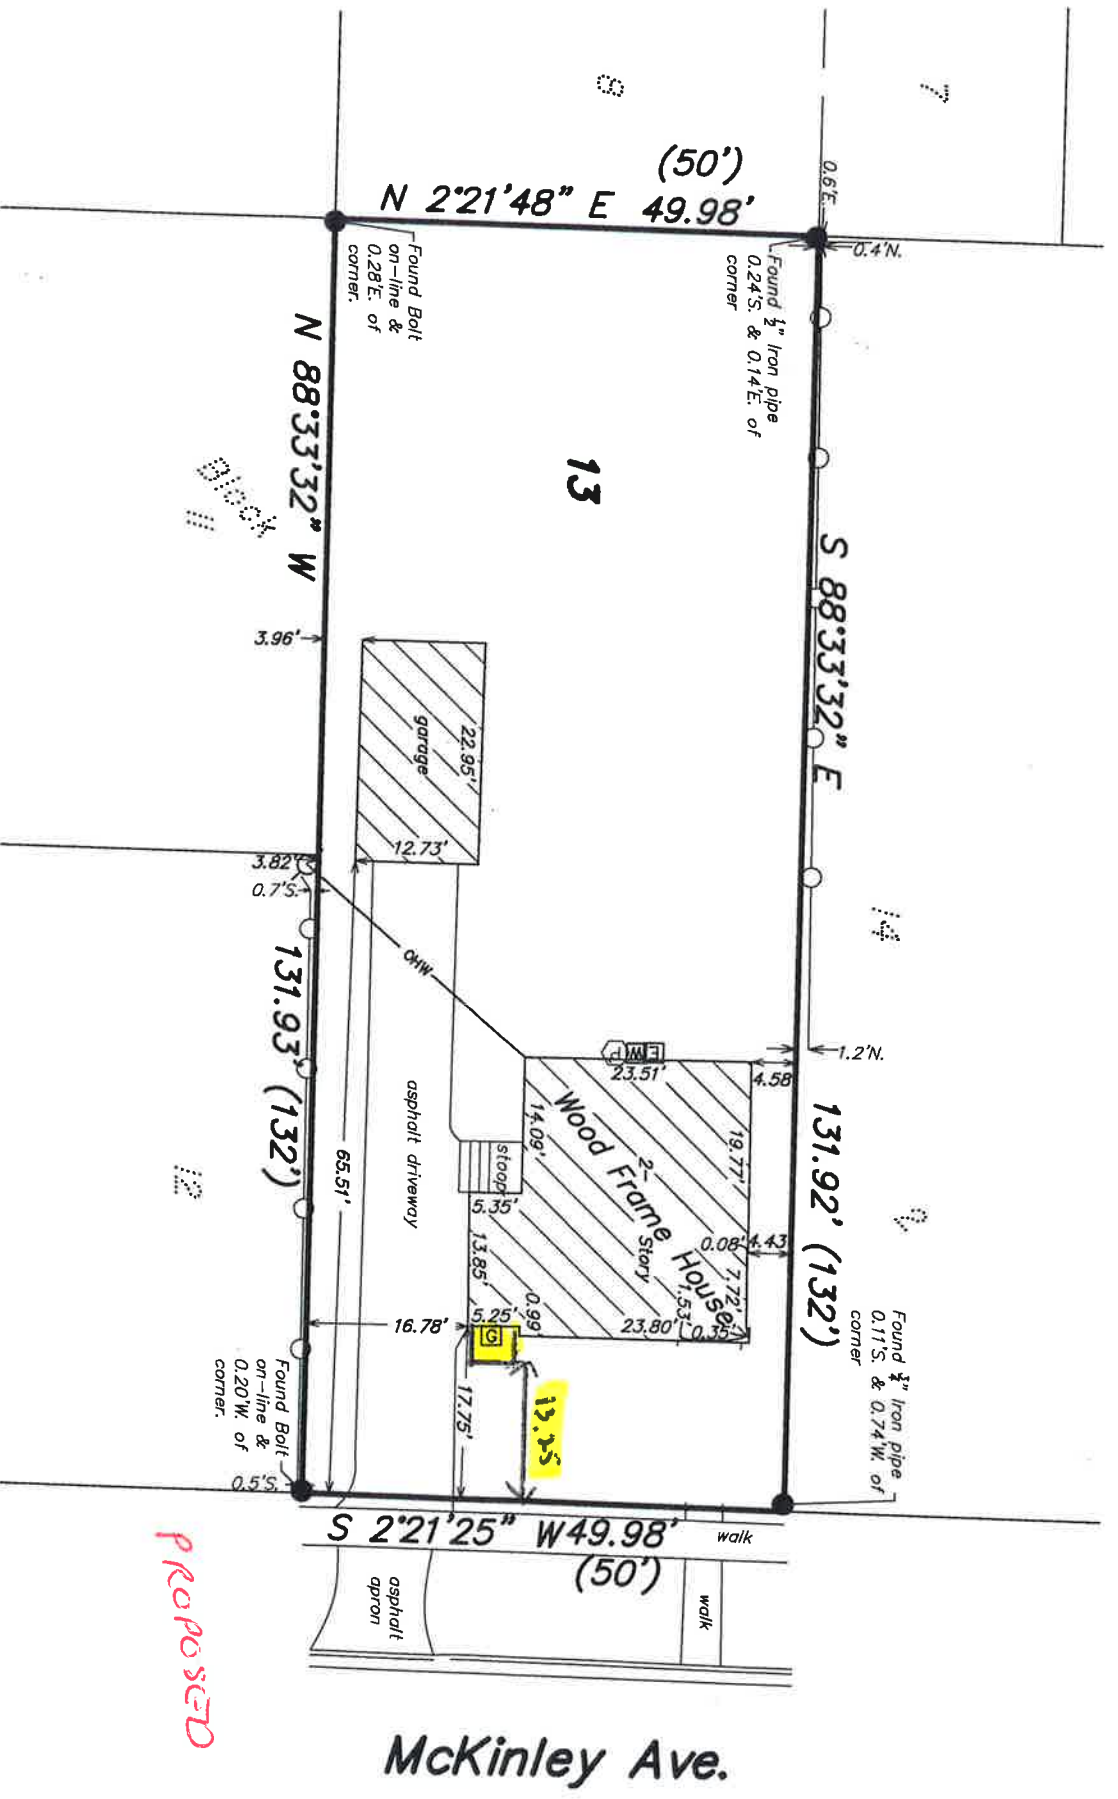 7
8
(50')
N 2°21'48" E 49.98'
0.6'E.
0.4'N.
Found Bolt
on-line &
0.28'E. of
corner.
Found ½" Iron pipe
0.24'S. & 0.14'E. of
corner
N 88°33'32" W
Block
III
13
S 88°33'32" E
3.96'
garage
22.95'
12.73'
3.82'
0.7'S.
OHW
14
131.93' (132')
12
65.51'
asphalt driveway
E
W
P
23.51'
4.58
1.2'N.
Wood Frame House
2-
Story
14.09'
19.77'
stoop
5.35'
13.85'
0.08'
4.43
7.72'
1.53'
0.99'
5.25'
23.80'
0.35'
G
131.92' (132')
2
16.78'
17.75'
13.25
Found Bolt
on-line &
0.20'W. of
corner.
0.5'S.
Found ¾" Iron pipe
0.11'S. & 0.74'W. of
corner
S 2°21'25" W 49.98'
(50')
walk
walk
asphalt
apron
PROPOSED
McKinley Ave.